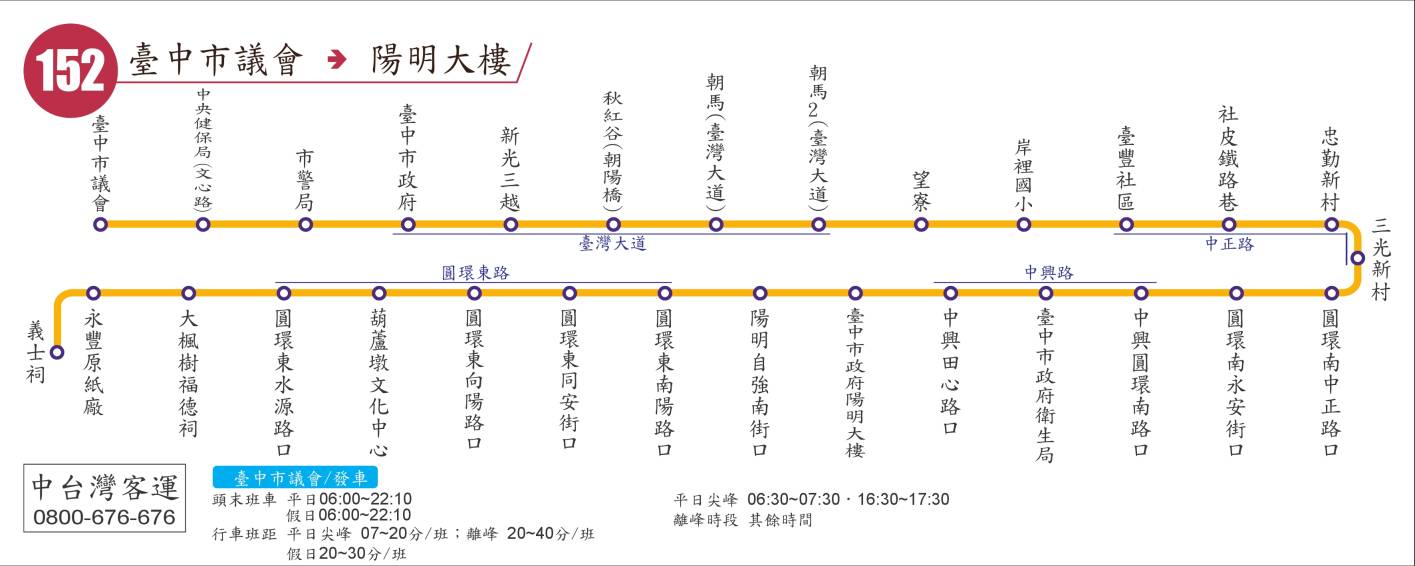 152 臺中市議會 → 陽明大樓
臺中市議會
中央健保局(文心路)
市警局
臺中市政府
新光三越
秋紅谷(朝陽橋)
朝馬(臺灣大道)
朝馬2(臺灣大道)
望寮
岸裡國小
臺豐社區
社皮鐵路巷
忠勤新村
三光新村
臺灣大道
中正路
圓環東路
中興路
義士祠
永豐原紙廠
大楓樹福德祠
圓環東水源路口
葫蘆墩文化中心
圓環東向陽路口
圓環東同安街口
圓環東南陽路口
陽明自強南街口
臺中市政府陽明大樓
中興田心路口
臺中市政府衛生局
中興圓環南路口
圓環南永安街口
圓環南中正路口
中台灣客運
0800-676-676
臺中市議會/發車
頭末班車 平日06:00~22:10
假日06:00~22:10
行車班距 平日尖峰 07~20分/班；離峰 20~40分/班
假日20~30分/班
平日尖峰 06:30~07:30・16:30~17:30
離峰時段 其餘時間